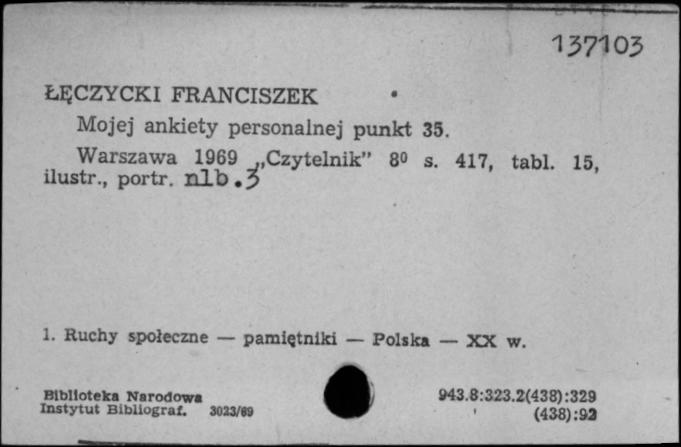 137103
ŁĘCZYCKI FRANCISZEK
Mojej ankiety personalnej punkt 35.
Warszawa 1969 „Czytelnik” 8º s. 417, tabl. 15,
ilustr., portr. nlb.3
1. Ruchy społeczne — pamiętniki — Polska — XX w.
Biblioteka Narodowa
Instytut Bibliograf. 3023/69
943.8:323.2(438):329
(438):92